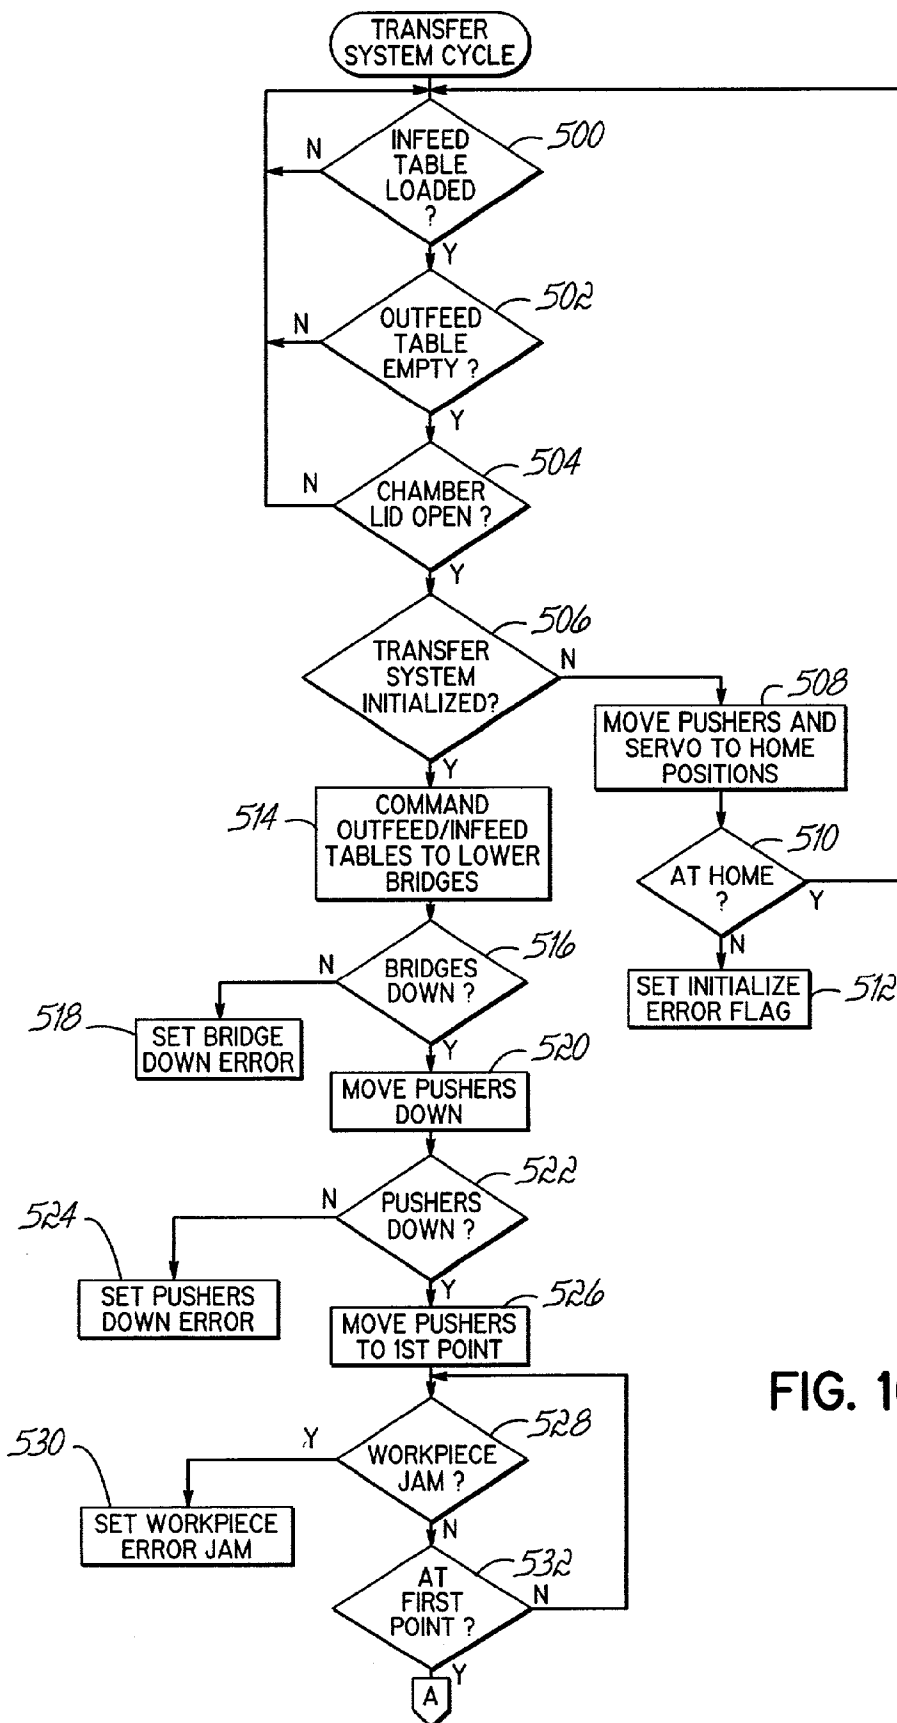 TRANSFER
SYSTEM CYCLE
500
INFEED
TABLE
LOADED
?
N
Y
502
OUTFEED
TABLE
EMPTY ?
N
Y
504
CHAMBER
LID OPEN ?
N
Y
506
TRANSFER
SYSTEM
INITIALIZED?
N
Y
508
MOVE PUSHERS AND
SERVO TO HOME
POSITIONS
510
AT HOME
?
Y
N
512
SET INITIALIZE
ERROR FLAG
514
COMMAND
OUTFEED/INFEED
TABLES TO LOWER
BRIDGES
516
BRIDGES
DOWN ?
N
Y
518
SET BRIDGE
DOWN ERROR
520
MOVE PUSHERS
DOWN
522
PUSHERS
DOWN ?
N
Y
524
SET PUSHERS
DOWN ERROR
526
MOVE PUSHERS
TO 1ST POINT
528
WORKPIECE
JAM ?
Y
N
530
SET WORKPIECE
ERROR JAM
532
AT
FIRST
POINT ?
N
Y
A
FIG. 1